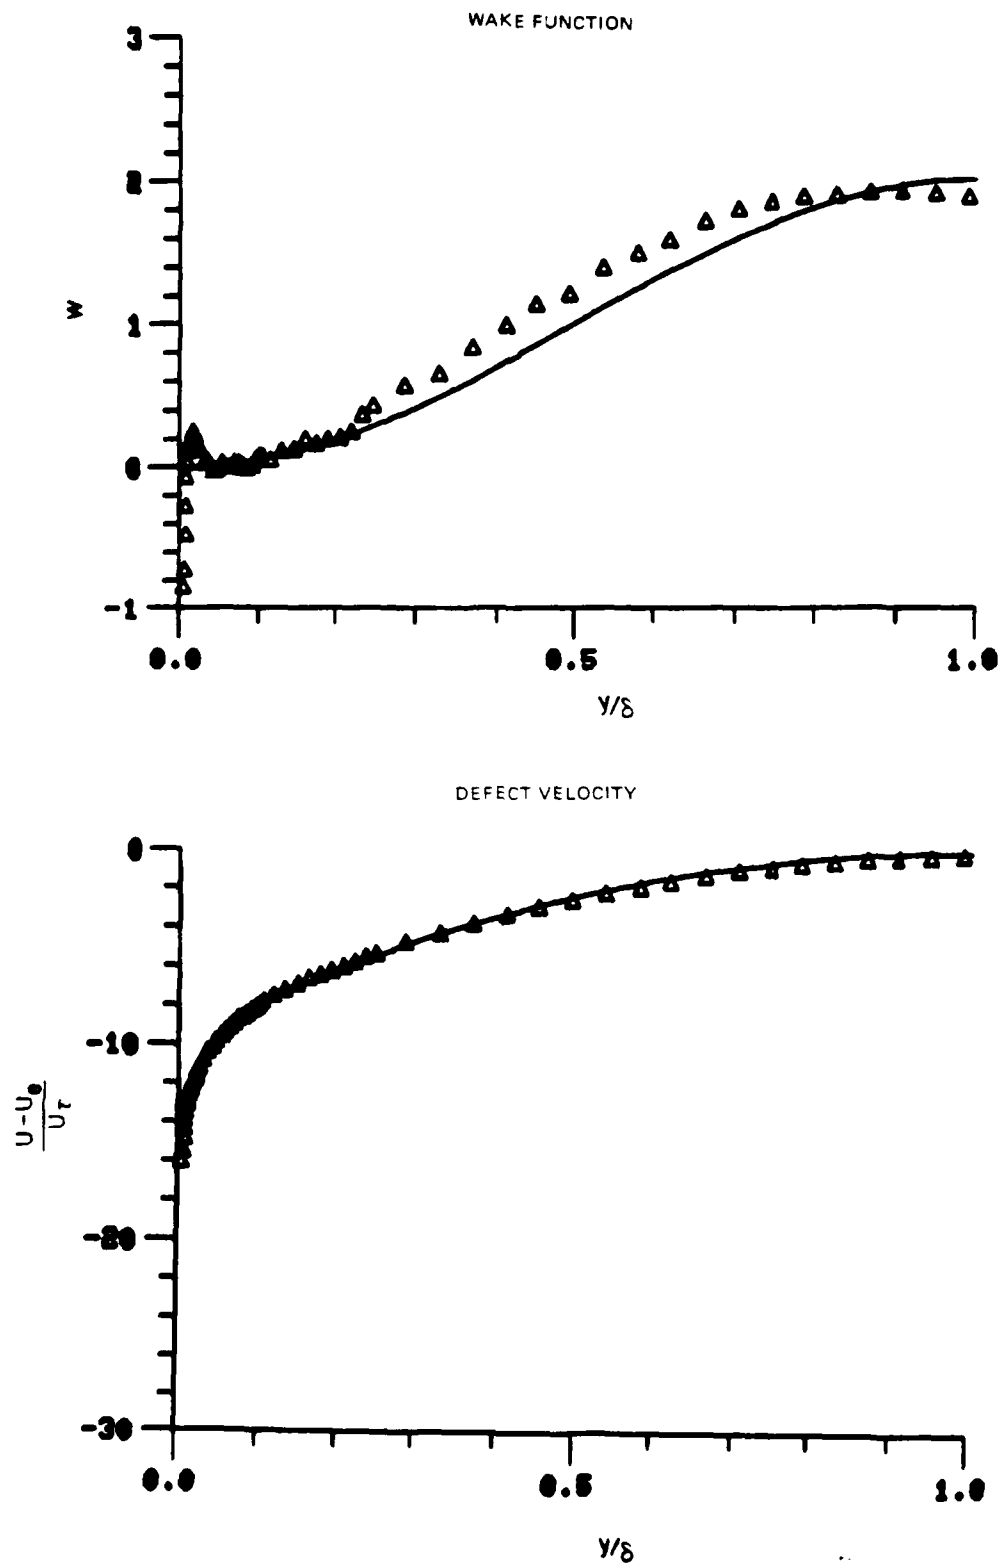 WAKE FUNCTION
3
2
1
0
-1
W
0.0 0.5 1.0
y/δ
DEFECT VELOCITY
0
-10
-20
-30
U-Ue
Uτ
0.0 0.5 1.0
y/δ